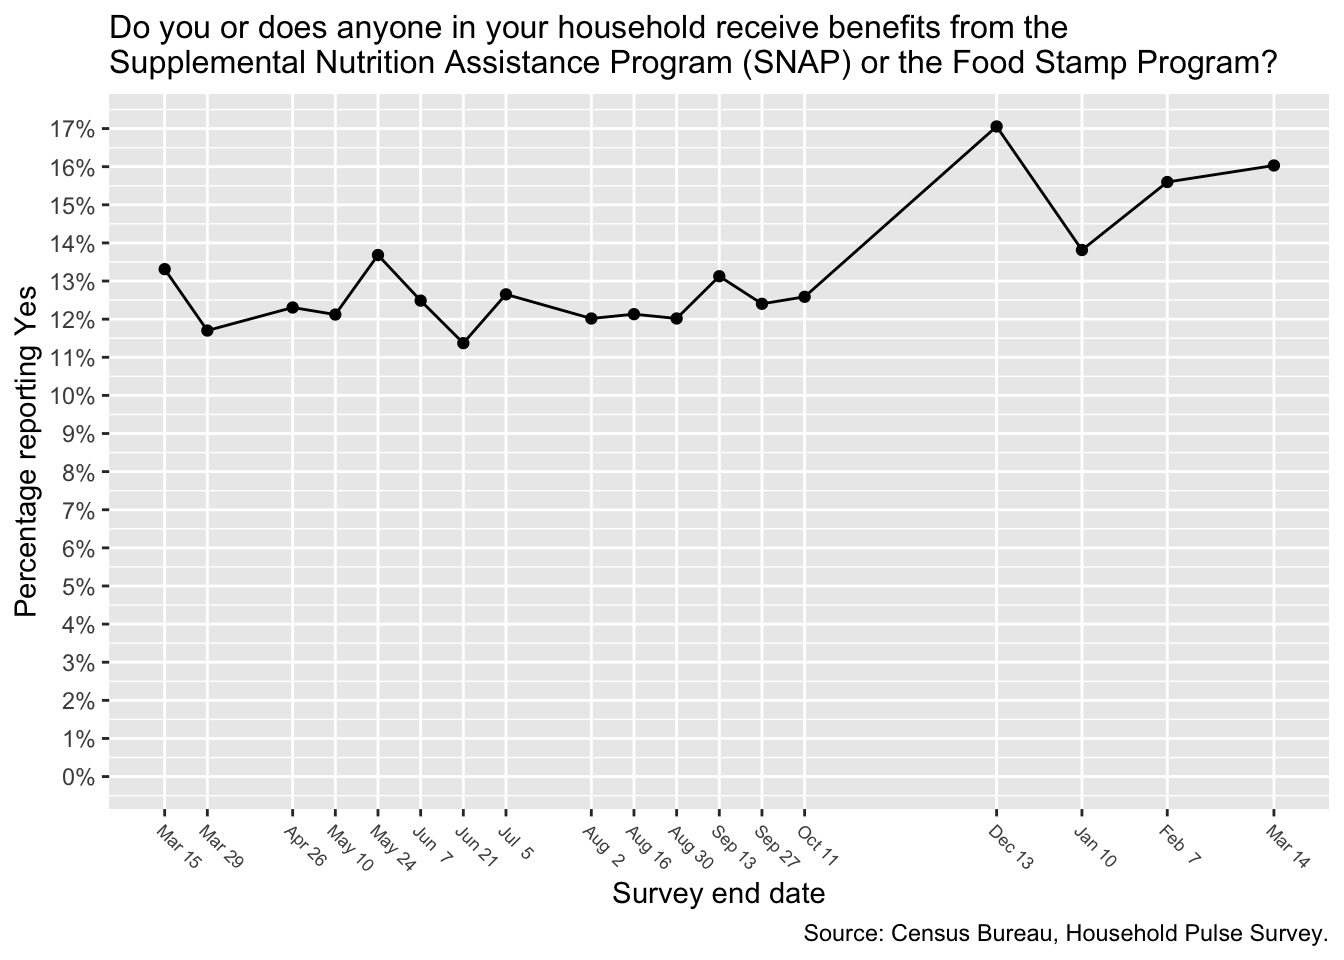 Do you or does anyone in your household receive benefits from the
Supplemental Nutrition Assistance Program (SNAP) or the Food Stamp Program?
Percentage reporting Yes
17%
16%
15%
14%
13%
12%
11%
10%
9%
8%
7%
6%
5%
4%
3%
2%
1%
0%
Mar 15
Mar 29
Apr 26
May 10
May 24
Jun 7
Jun 21
Jul 5
Aug 2
Aug 16
Aug 30
Sep 13
Sep 27
Oct 11
Dec 13
Jan 10
Feb 7
Mar 14
Survey end date
Source: Census Bureau, Household Pulse Survey.